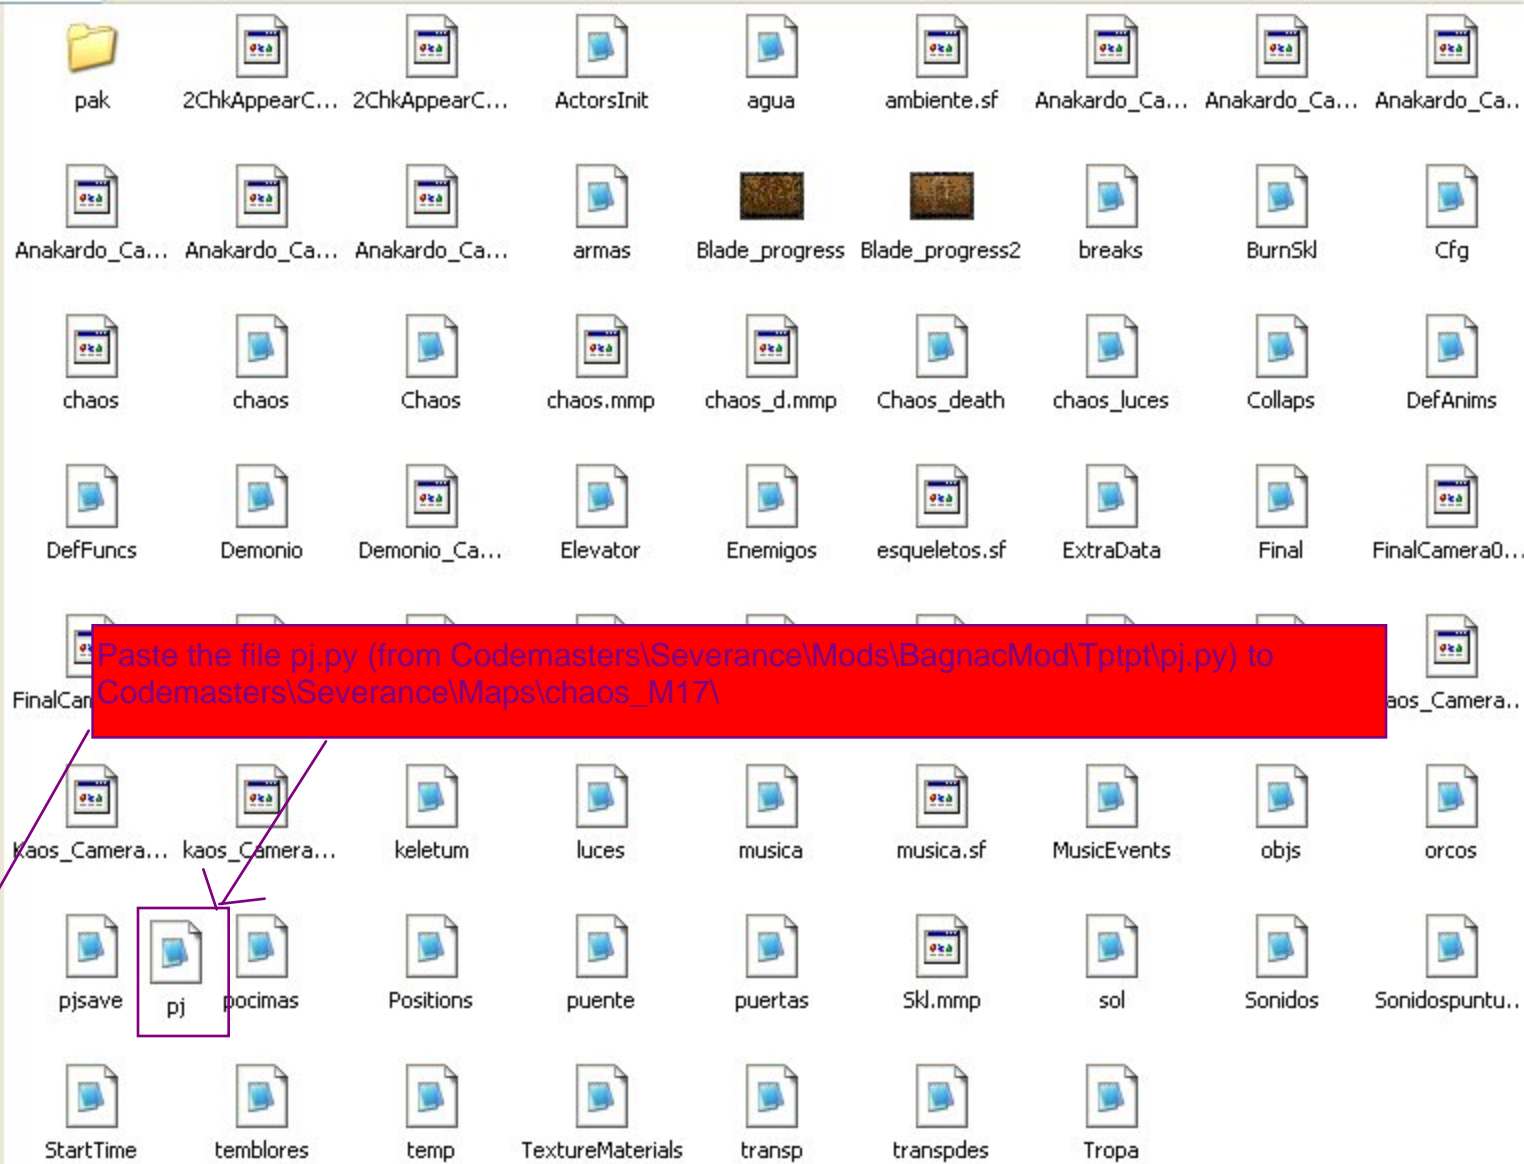 pak
2ChkAppearC...
2ChkAppearC...
ActorsInit
agua
ambiente.sf
Anakardo_Ca...
Anakardo_Ca...
Anakardo_Ca..
Anakardo_Ca...
Anakardo_Ca...
Anakardo_Ca...
armas
Blade_progress
Blade_progress2
breaks
BurnSkl
Cfg
chaos
chaos
Chaos
chaos.mmp
chaos_d.mmp
Chaos_death
chaos_luces
Collaps
DefAnims
DefFuncs
Demonio
Demonio_Ca...
Elevator
Enemigos
esqueletos.sf
ExtraData
Final
FinalCamera0...
Paste the file pj.py (from Codemasters\Severance\Mods\BagnacMod\Tptpt\pj.py) to
Codemasters\Severance\Maps\chaos_M17\
FinalCan
aos_Camera..
Kaos_Camera...
kaos_Camera...
keletum
luces
musica
musica.sf
MusicEvents
objs
orcos
pjsave
pj
pocimas
Positions
puente
puertas
Skl.mmp
sol
Sonidos
Sonidospuntu..
StartTime
temblores
temp
TextureMaterials
transp
transpdes
Tropa